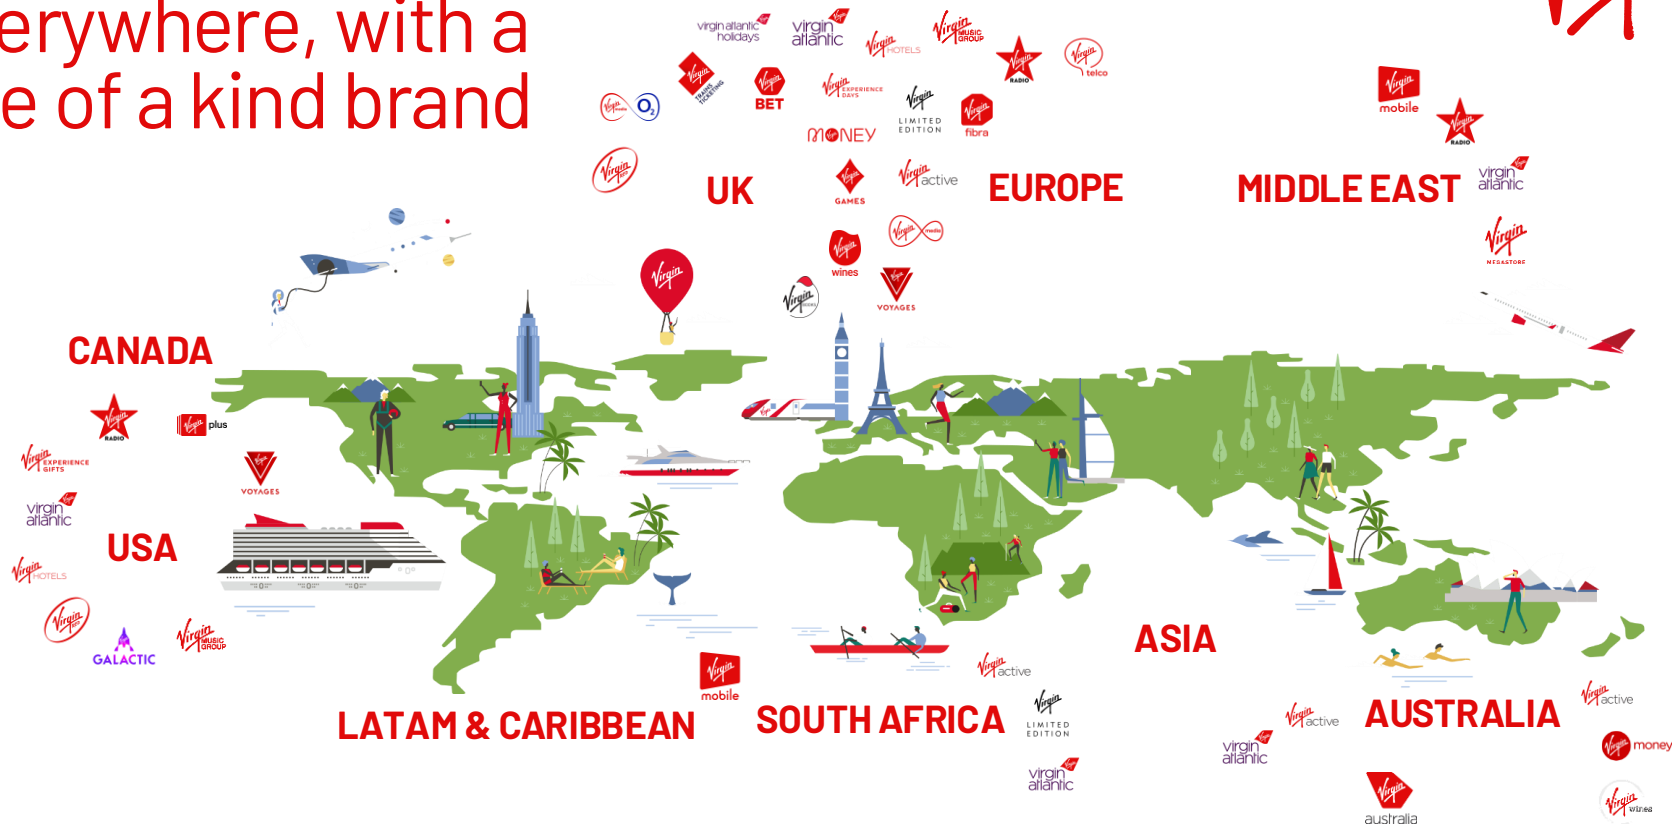 erywhere, with a
e of a kind brand
virgin atlantic
holidays
virgin
atlantic
Virgin HOTELS
Virgin
MUSIC
GROUP
Virgin
RADIO
Virgin
telco
Virgin
TRAINS
TICKETING
Virgin
BET
Virgin EXPERIENCE
DAYS
Virgin
LIMITED
EDITION
Virgin
fibra
Virgin media O2
MONEY
Virgin
UK
Virgin
GAMES
Virgin active
EUROPE
Virgin media
Virgin
wines
Virgin
VOYAGES
Virgin
mobile
Virgin
RADIO
MIDDLE EAST
virgin
atlantic
Virgin
MEGASTORE
Virgin
CANADA
Virgin
RADIO
Virgin plus
Virgin EXPERIENCE
GIFTS
VOYAGES
virgin
atlantic
USA
Virgin HOTELS
Virgin
GALACTIC
Virgin
MUSIC
GROUP
Virgin
LATAM & CARIBBEAN
Virgin
mobile
SOUTH AFRICA
Virgin active
Virgin
LIMITED
EDITION
virgin
atlantic
ASIA
Virgin active
virgin
atlantic
AUSTRALIA
Virgin active
Virgin money
Virgin
australia
Virgin wines